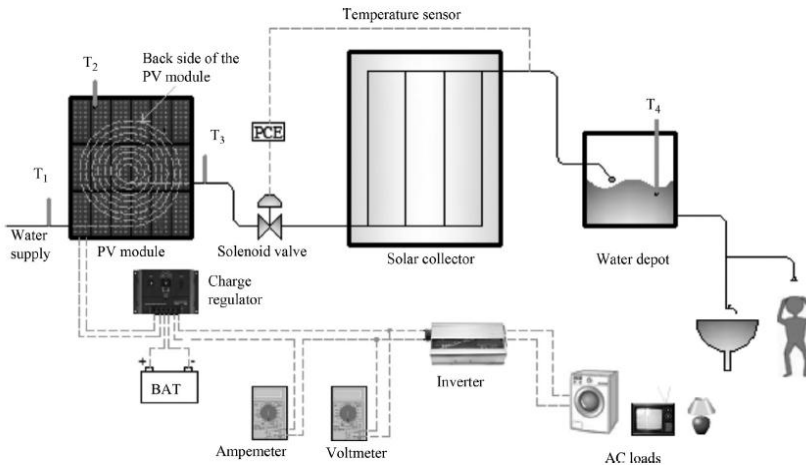 Temperature sensor
Back side of the
PV module
T2
T3
T1
T4
PCE
Water
supply
PV module
Solenoid valve
Solar collector
Water depot
Charge
regulator
+
-
BAT
Inverter
Ampemeter
Voltmeter
AC loads